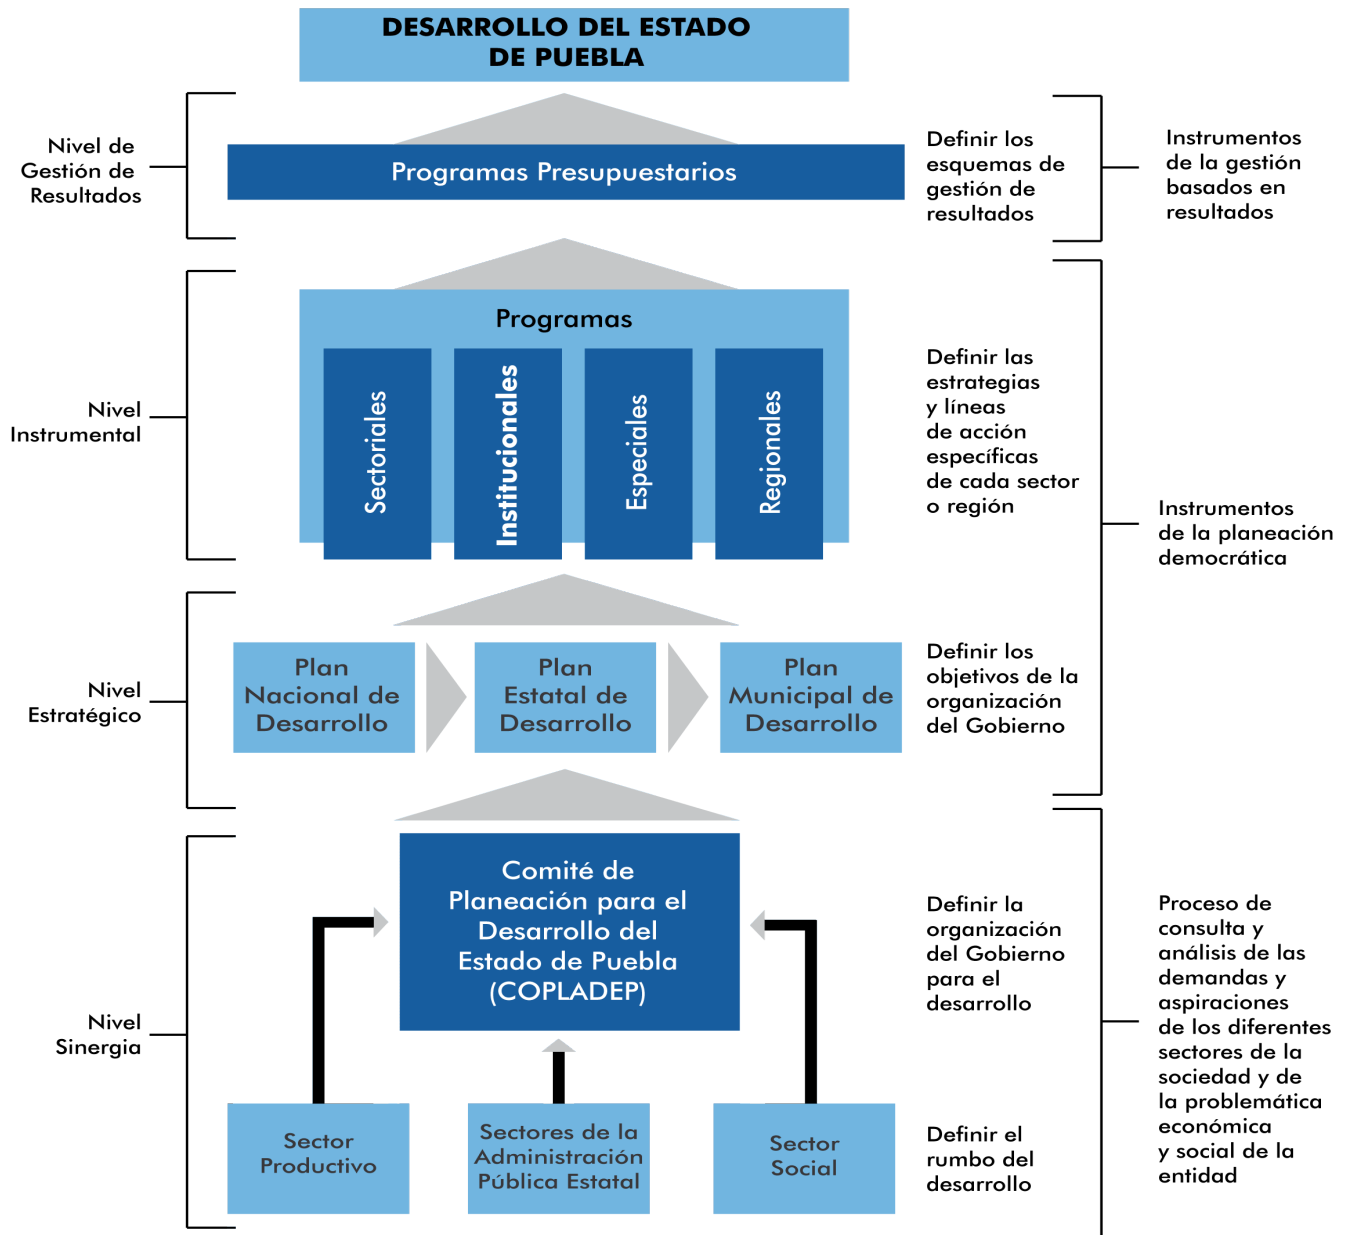 DESARROLLO DEL ESTADO
DE PUEBLA
Nivel de
Gestión de
Resultados
Programas Presupuestarios
Definir los
esquemas de
gestión de
resultados
Instrumentos
de la gestión
basados en
resultados
Nivel
Instrumental
Programas
Sectoriales
Institucionales
Especiales
Regionales
Definir las
estrategias
y líneas
de acción
específicas
de cada sector
o región
Instrumentos
de la planeación
democrática
Nivel
Estratégico
Plan
Nacional de
Desarrollo
Plan
Estatal de
Desarrollo
Plan
Municipal de
Desarrollo
Definir los
objetivos de la
organización
del Gobierno
Nivel
Sinergia
Comité de
Planeación para el
Desarrollo del
Estado de Puebla
(COPLADEP)
Definir la
organización
del Gobierno
para el
desarrollo
Proceso de
consulta y
análisis de las
demandas y
aspiraciones
de los diferentes
sectores de la
sociedad y de
la problemática
económica
y social de la
entidad
Sector
Productivo
Sectores de la
Administración
Pública Estatal
Sector
Social
Definir el
rumbo del
desarrollo